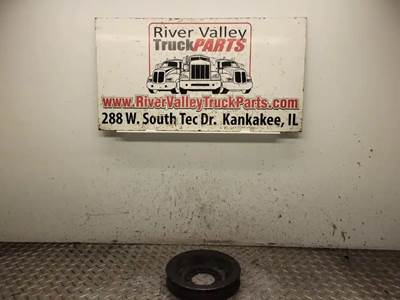 River Valley
TruckPARTS
www.RiverValleyTruckParts.com
288 W. South Tec Dr. Kankakee, IL